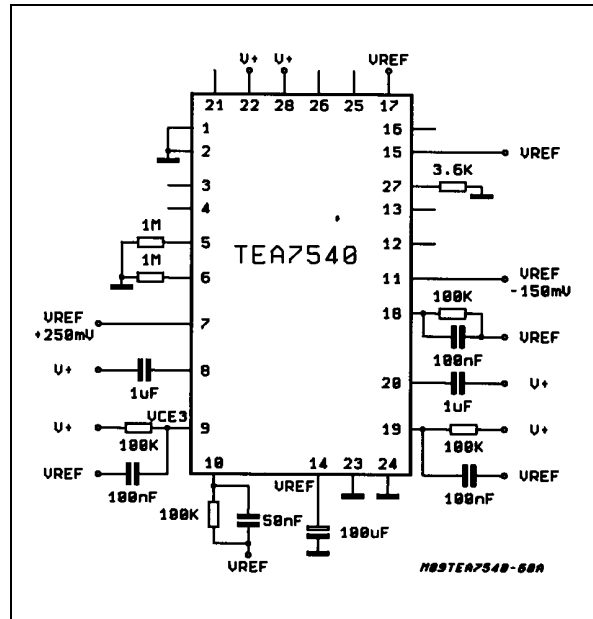 V+ V+ VREF
21 22 28 26 25 17
1 16
2 15 VREF
3.6K
3 27
4 13
1M
5 12
TEA7540
1M
6 11 VREF
-150mV
100K
18
VREF
+250mV 7
100nF VREF
V+ 8 20 V+
1uF 1uF
VCE3
V+ 9 19 V+
100K 100K
10 14 23 24
VREF VREF
100nF 100nF
100K 50nF 100uF
VREF
M89TEA7540-60A